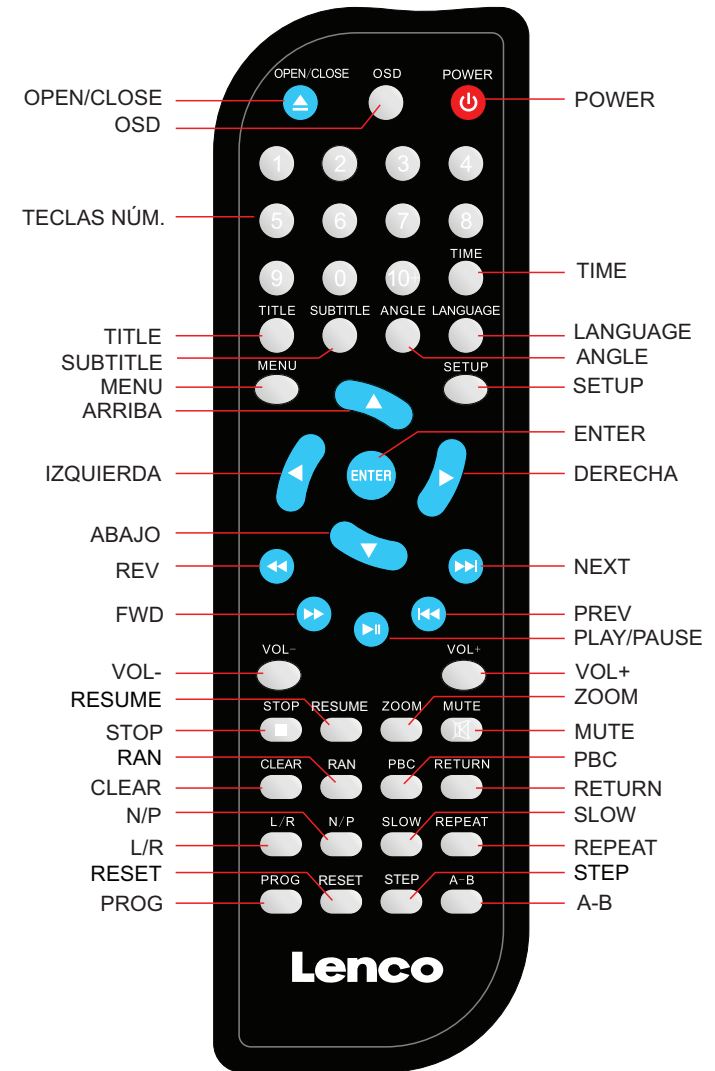 OPEN/CLOSE OSD POWER
OPEN/CLOSE
OSD
POWER
1 2 3 4
TECLAS NÚM.
5 6 7 8
TIME
9 0 10+
TIME
TITLE SUBTITLE ANGLE LANGUAGE
TITLE
SUBTITLE
LANGUAGE
ANGLE
MENU SETUP
MENU
ARRIBA
SETUP
ENTER
IZQUIERDA
ENTER
DERECHA
ABAJO
REV
NEXT
FWD
PREV
PLAY/PAUSE
VOL- VOL+
VOL-
VOL+
RESUME
ZOOM
STOP RESUME ZOOM MUTE
STOP
MUTE
RAN
PBC
CLEAR RAN PBC RETURN
CLEAR
RETURN
N/P
SLOW
L/R N/P SLOW REPEAT
L/R
REPEAT
RESET
STEP
PROG RESET STEP A-B
PROG
A-B
Lenco